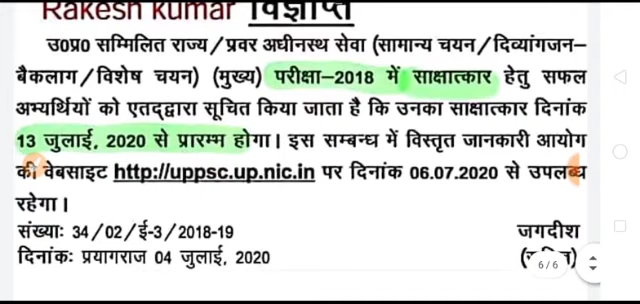 Rakesh Kumar विज्ञप्ति
उ0प्र0 सम्मिलित राज्य/प्रवर अधीनस्थ सेवा (सामान्य चयन/दिव्यांगजन–
बैकलाग/विशेष चयन) (मुख्य) परीक्षा–2018 में साक्षात्कार हेतु सफल
अभ्यर्थियों को एतद्द्वारा सूचित किया जाता है कि उनका साक्षात्कार दिनांक
13 जुलाई, 2020 से प्रारम्भ होगा। इस सम्बन्ध में विस्तृत जानकारी आयोग
की वेबसाइट http://uppsc.up.nic.in पर दिनांक 06.07.2020 से उपलब्ध
रहेगा।
संख्याः 34/02/ई-3/2018-19 जगदीश
दिनांकः प्रयागराज 04 जुलाई, 2020
6/6